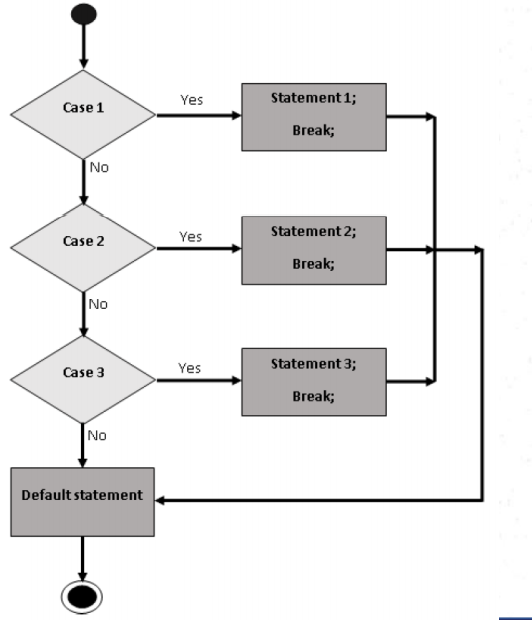 Case 1
Yes
Statement 1;
Break;
No
Case 2
Yes
Statement 2;
Break;
No
Case 3
Yes
Statement 3;
Break;
No
Default statement